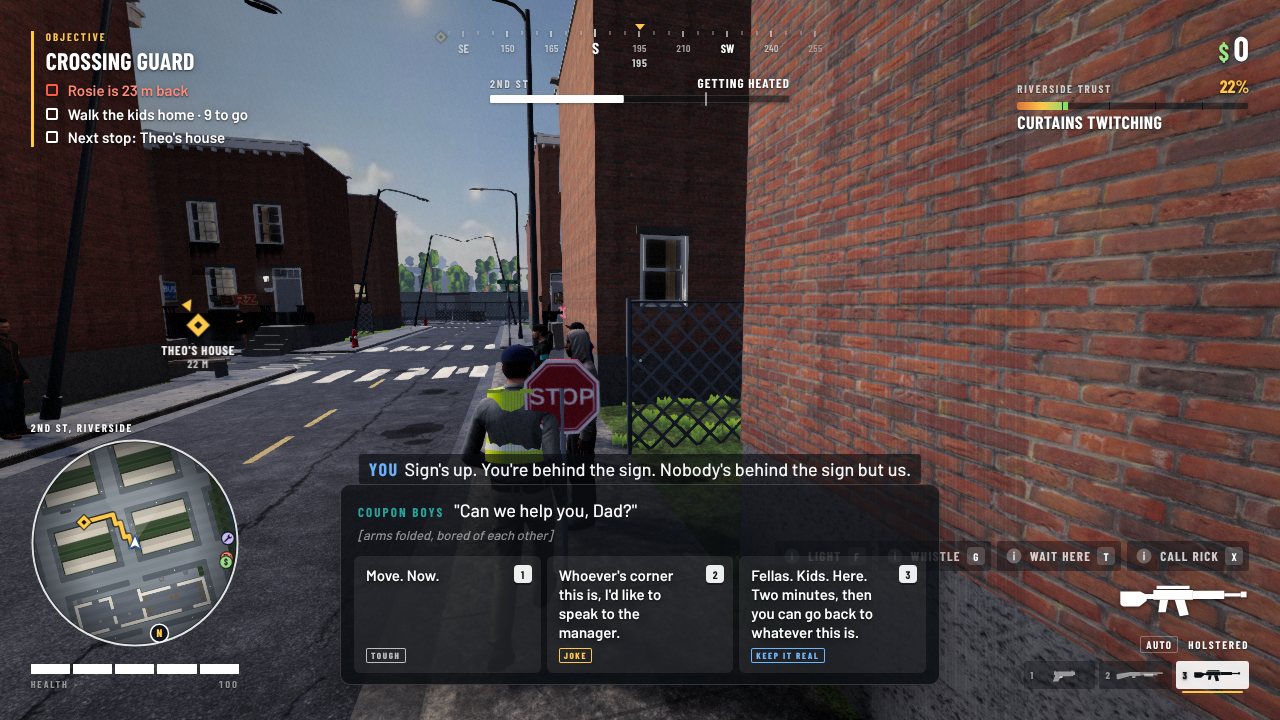 OBJECTIVE
CROSSING GUARD
Rosie is 23 m back
Walk the kids home · 9 to go
Next stop: Theo's house
SE 150 165 S 195 210 SW 240 255
195
2ND ST GETTING HEATED
$0
RIVERSIDE TRUST 22%
CURTAINS TWITCHING
THEO'S HOUSE
22 M
STOP
2ND ST, RIVERSIDE
YOU Sign's up. You're behind the sign. Nobody's behind the sign but us.
COUPON BOYS "Can we help you, Dad?"
[arms folded, bored of each other]
Move. Now. 1
TOUGH
Whoever's corner 2
this is, I'd like to
speak to the
manager.
JOKE
Fellas. Kids. Here. 3
Two minutes, then
you can go back to
whatever this is.
KEEP IT REAL
LIGHT F WHISTLE G WAIT HERE T CALL RICK X
AUTO HOLSTERED
1 2 3
N
$
HEALTH 100